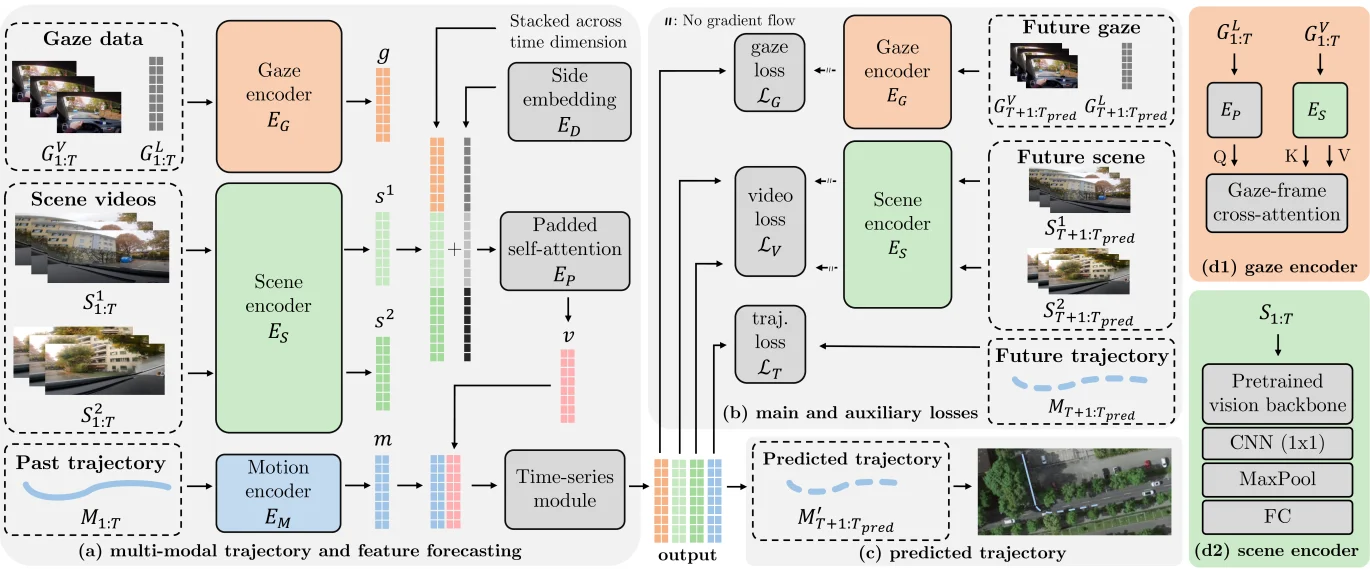 Gaze data
G^V_{1:T}
G^L_{1:T}
Gaze
encoder
E_G
g
Stacked across
time dimension
Side
embedding
E_D
Scene videos
S^1_{1:T}
S^2_{1:T}
Scene
encoder
E_S
s^1
s^2
+
Padded
self-attention
E_P
v
Past trajectory
M_{1:T}
Motion
encoder
E_M
m
Time-series
module
(a) multi-modal trajectory and feature forecasting
: No gradient flow
gaze
loss
ℒ_G
Gaze
encoder
E_G
Future gaze
G^V_{T+1:T_{pred}}
G^L_{T+1:T_{pred}}
video
loss
ℒ_V
Scene
encoder
E_S
Future scene
S^1_{T+1:T_{pred}}
S^2_{T+1:T_{pred}}
traj.
loss
ℒ_T
Future trajectory
M_{T+1:T_{pred}}
(b) main and auxiliary losses
output
Predicted trajectory
M'_{T+1:T_{pred}}
(c) predicted trajectory
G^L_{1:T}
G^V_{1:T}
E_P
E_S
Q
K
V
Gaze-frame
cross-attention
(d1) gaze encoder
S_{1:T}
Pretrained
vision backbone
CNN (1x1)
MaxPool
FC
(d2) scene encoder